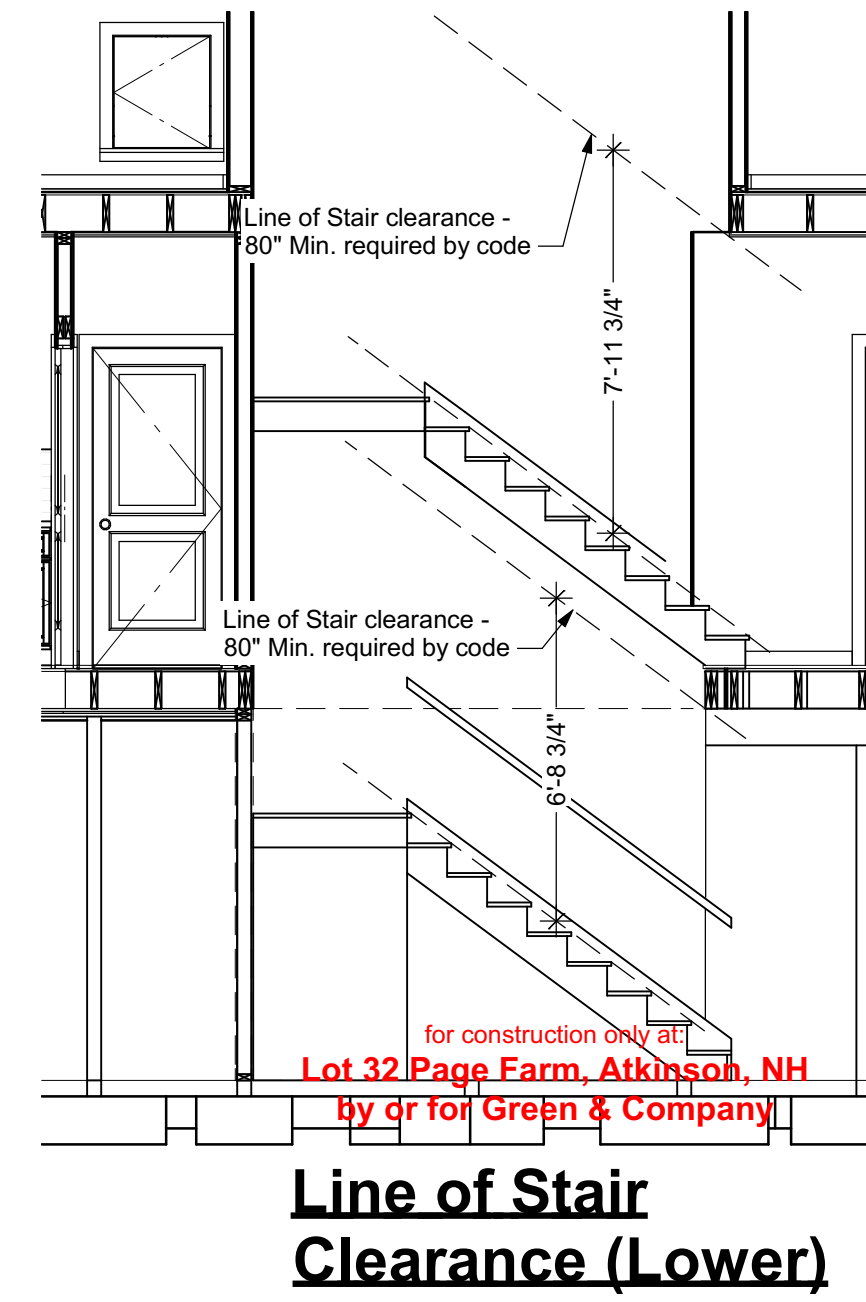 Line of Stair clearance -
80" Min. required by code
7'-11 3/4"
Line of Stair clearance -
80" Min. required by code
6'-8 3/4"
for construction only at:
Lot 32 Page Farm, Atkinson, NH
by or for Green & Company
Line of Stair
Clearance (Lower)